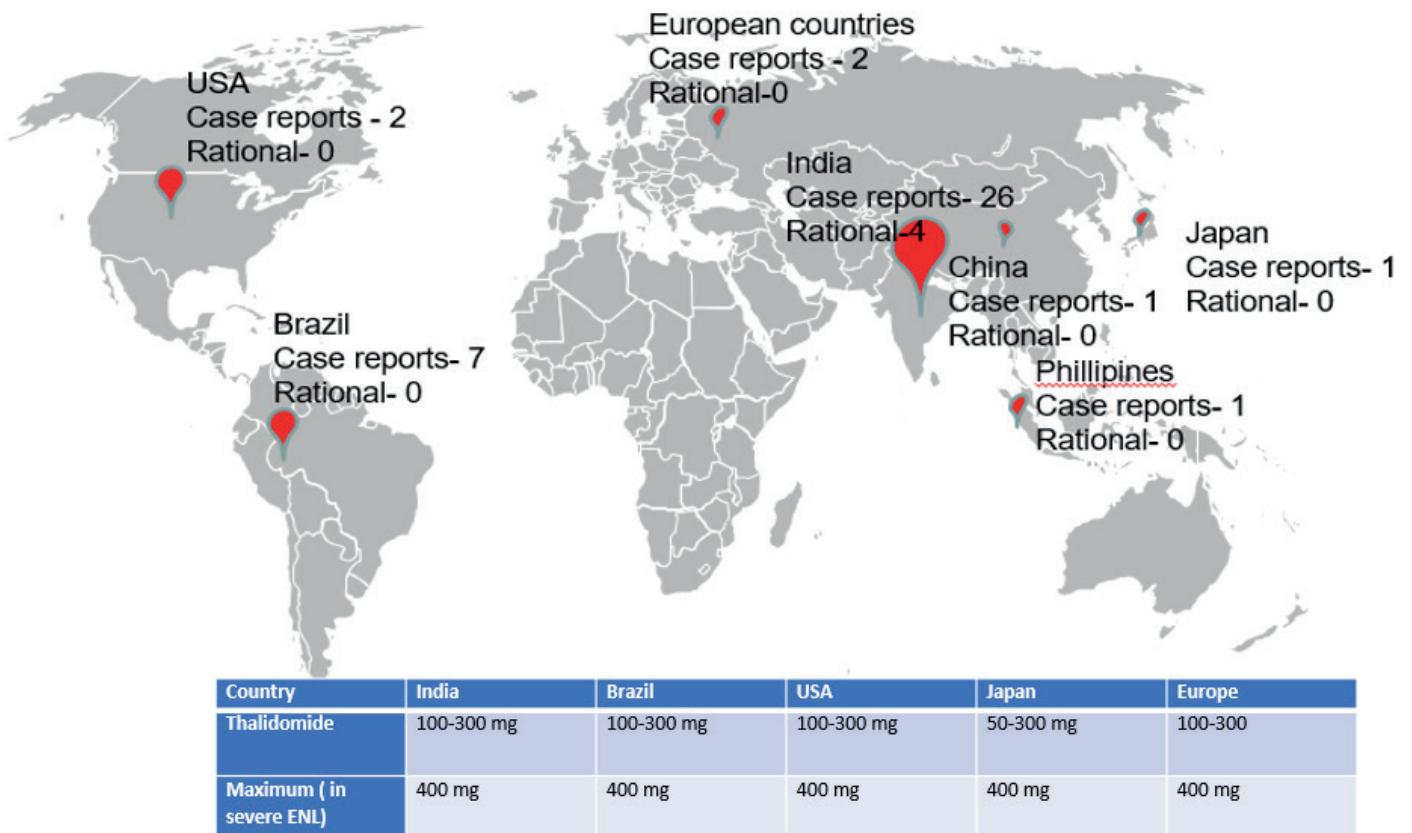 European countries
Case reports - 2
Rational-0
USA
Case reports - 2
Rational- 0
India
Case reports- 26
Rational-4
Japan
Case reports- 1
Rational- 0
China
Case reports- 1
Rational- 0
Brazil
Case reports- 7
Rational- 0
Phillipines
Case reports- 1
Rational- 0
Country India Brazil USA Japan Europe
Thalidomide 100-300 mg 100-300 mg 100-300 mg 50-300 mg 100-300
Maximum ( in 400 mg 400 mg 400 mg 400 mg 400 mg
severe ENL)